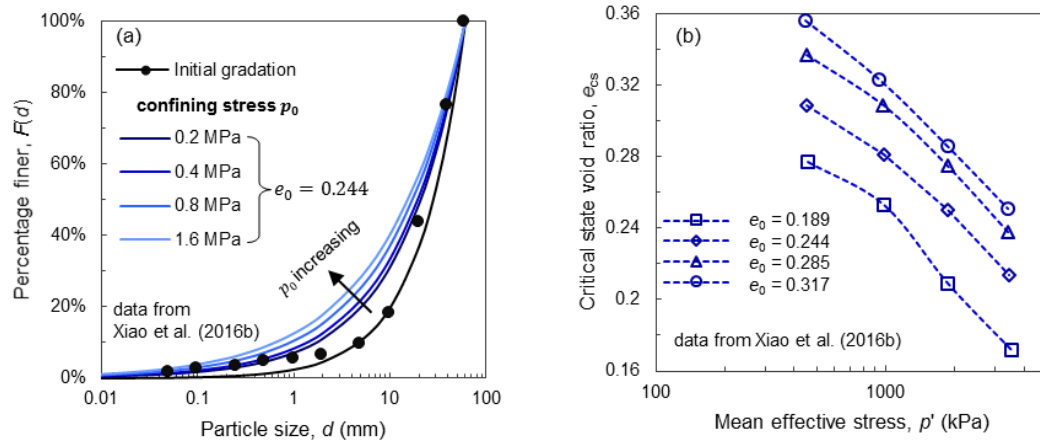 (a)
Initial gradation
confining stress p₀
0.2 MPa
0.4 MPa
0.8 MPa
1.6 MPa
e₀ = 0.244
p₀ increasing
data from
Xiao et al. (2016b)
Percentage finer, F(d)
100%
80%
60%
40%
20%
0%
0.01
0.1
1
10
100
Particle size, d (mm)
(b)
Critical state void ratio, e_cs
0.36
0.32
0.28
0.24
0.2
0.16
e₀ = 0.189
e₀ = 0.244
e₀ = 0.285
e₀ = 0.317
data from Xiao et al. (2016b)
100
1000
Mean effective stress, p' (kPa)